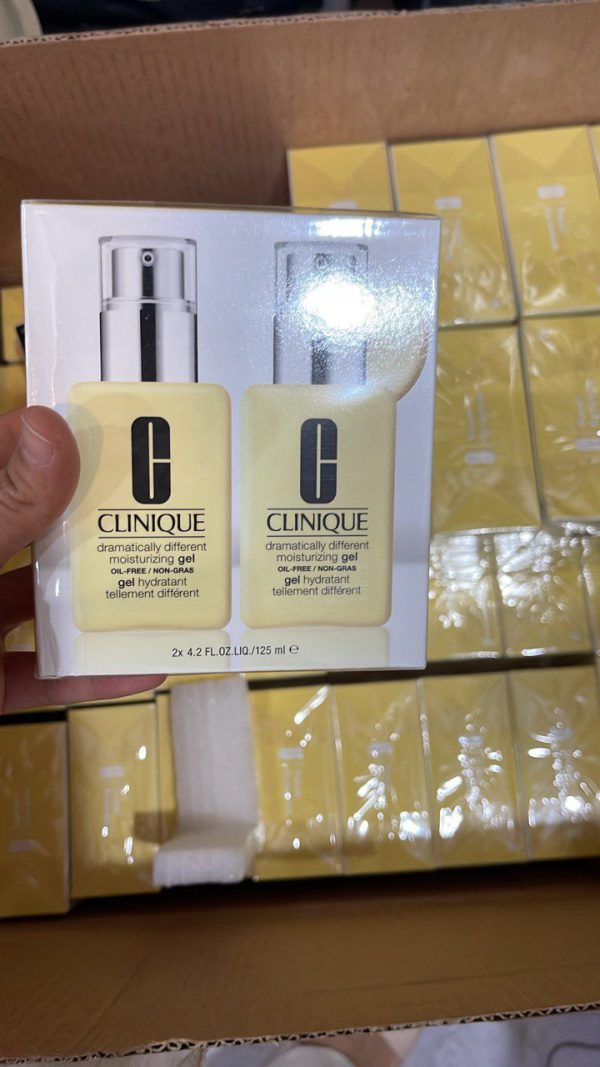 CLINIQUE
dramatically different
moisturizing gel
OIL-FREE / NON-GRAS
gel hydratant
tellement différent
CLINIQUE
dramatically different
moisturizing gel
OIL-FREE / NON-GRAS
gel hydratant
tellement différent
2x 4.2 FL.OZ.LIQ./125 ml ℮